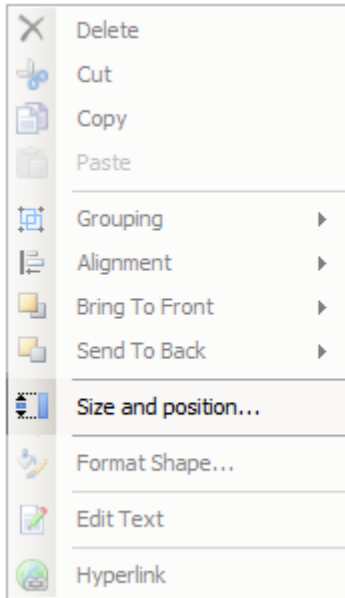 Delete
Cut
Copy
Paste
Grouping
Alignment
Bring To Front
Send To Back
Size and position...
Format Shape...
Edit Text
Hyperlink